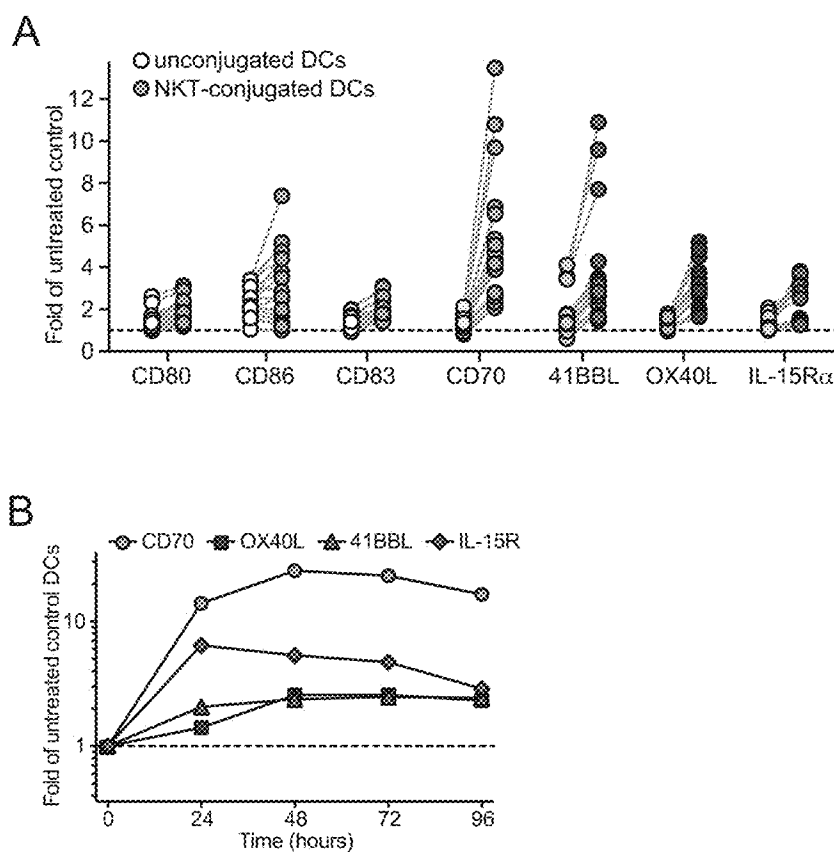 A
unconjugated DCs
NKT-conjugated DCs
Fold of untreated control
12
10
8
6
4
2
0
CD80 CD86 CD83 CD70 41BBL OX40L IL-15Rα
B
CD70 OX40L 41BBL IL-15R
Fold of untreated control DCs
10
1
0 24 48 72 96
Time (hours)